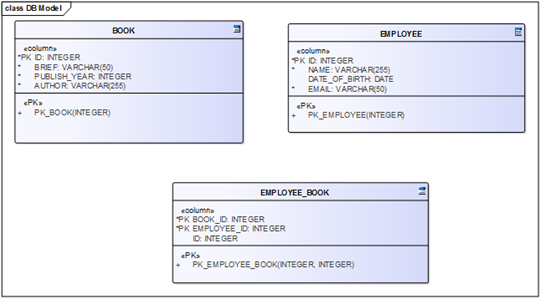 class DB Model
BOOK
«column»
*PK ID: INTEGER
* BRIEF: VARCHAR(50)
* PUBLISH_YEAR: INTEGER
* AUTHOR: VARCHAR(255)
«PK»
+ PK_BOOK(INTEGER)
EMPLOYEE
«column»
*PK ID: INTEGER
* NAME: VARCHAR(255)
DATE_OF_BIRTH: DATE
* EMAIL: VARCHAR(50)
«PK»
+ PK_EMPLOYEE(INTEGER)
EMPLOYEE_BOOK
«column»
*PK BOOK_ID: INTEGER
*PK EMPLOYEE_ID: INTEGER
ID: INTEGER
«PK»
+ PK_EMPLOYEE_BOOK(INTEGER, INTEGER)